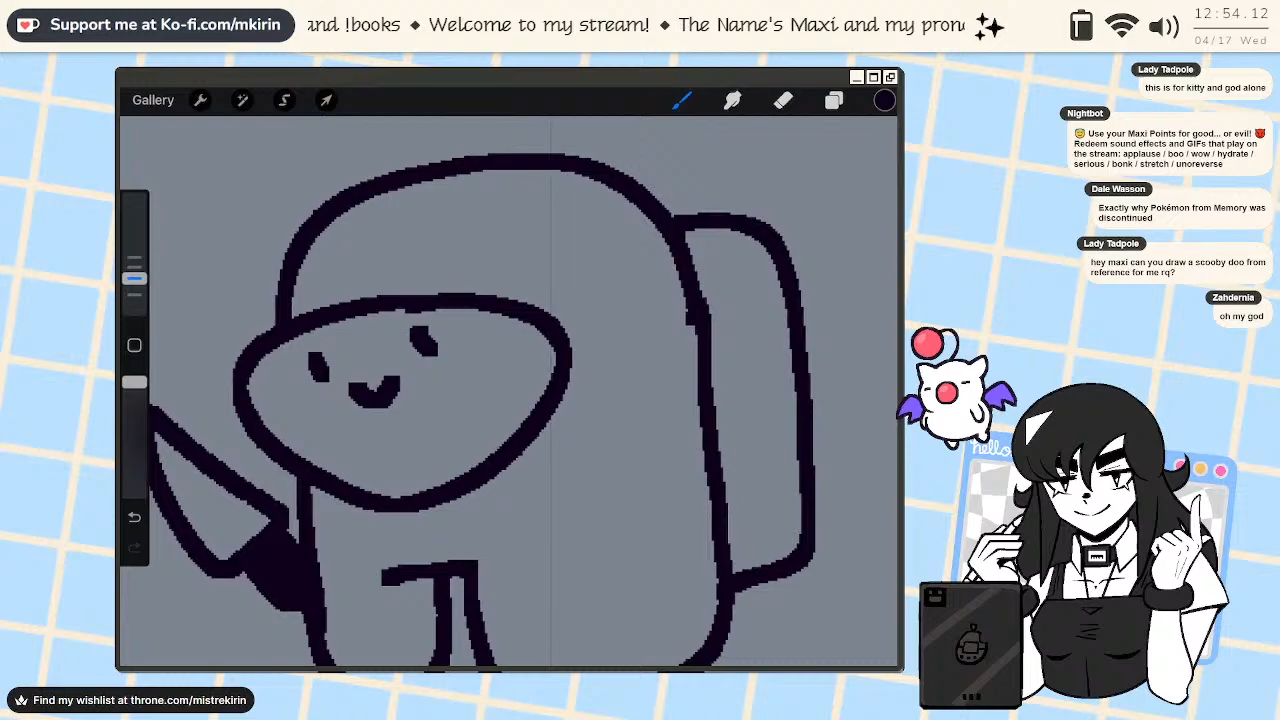 Support me at Ko-fi.com/mkirin
and !books ◆ Welcome to my stream! ◆ The Name's Maxi and my pron
12:54.12
04/17 Wed
Gallery
Lady Tadpole
this is for kitty and god alone
Nightbot
😇 Use your Maxi Points for good... or evil! 😈
Redeem sound effects and GIFs that play on
the stream: applause / boo / wow / hydrate /
serious / bonk / stretch / unoreverse
Dale Wasson
Exactly why Pokémon from Memory was
discontinued
Lady Tadpole
hey maxi can you draw a scooby doo from
reference for me rq?
Zahdernia
oh my god
hello
Find my wishlist at throne.com/mistrekirin